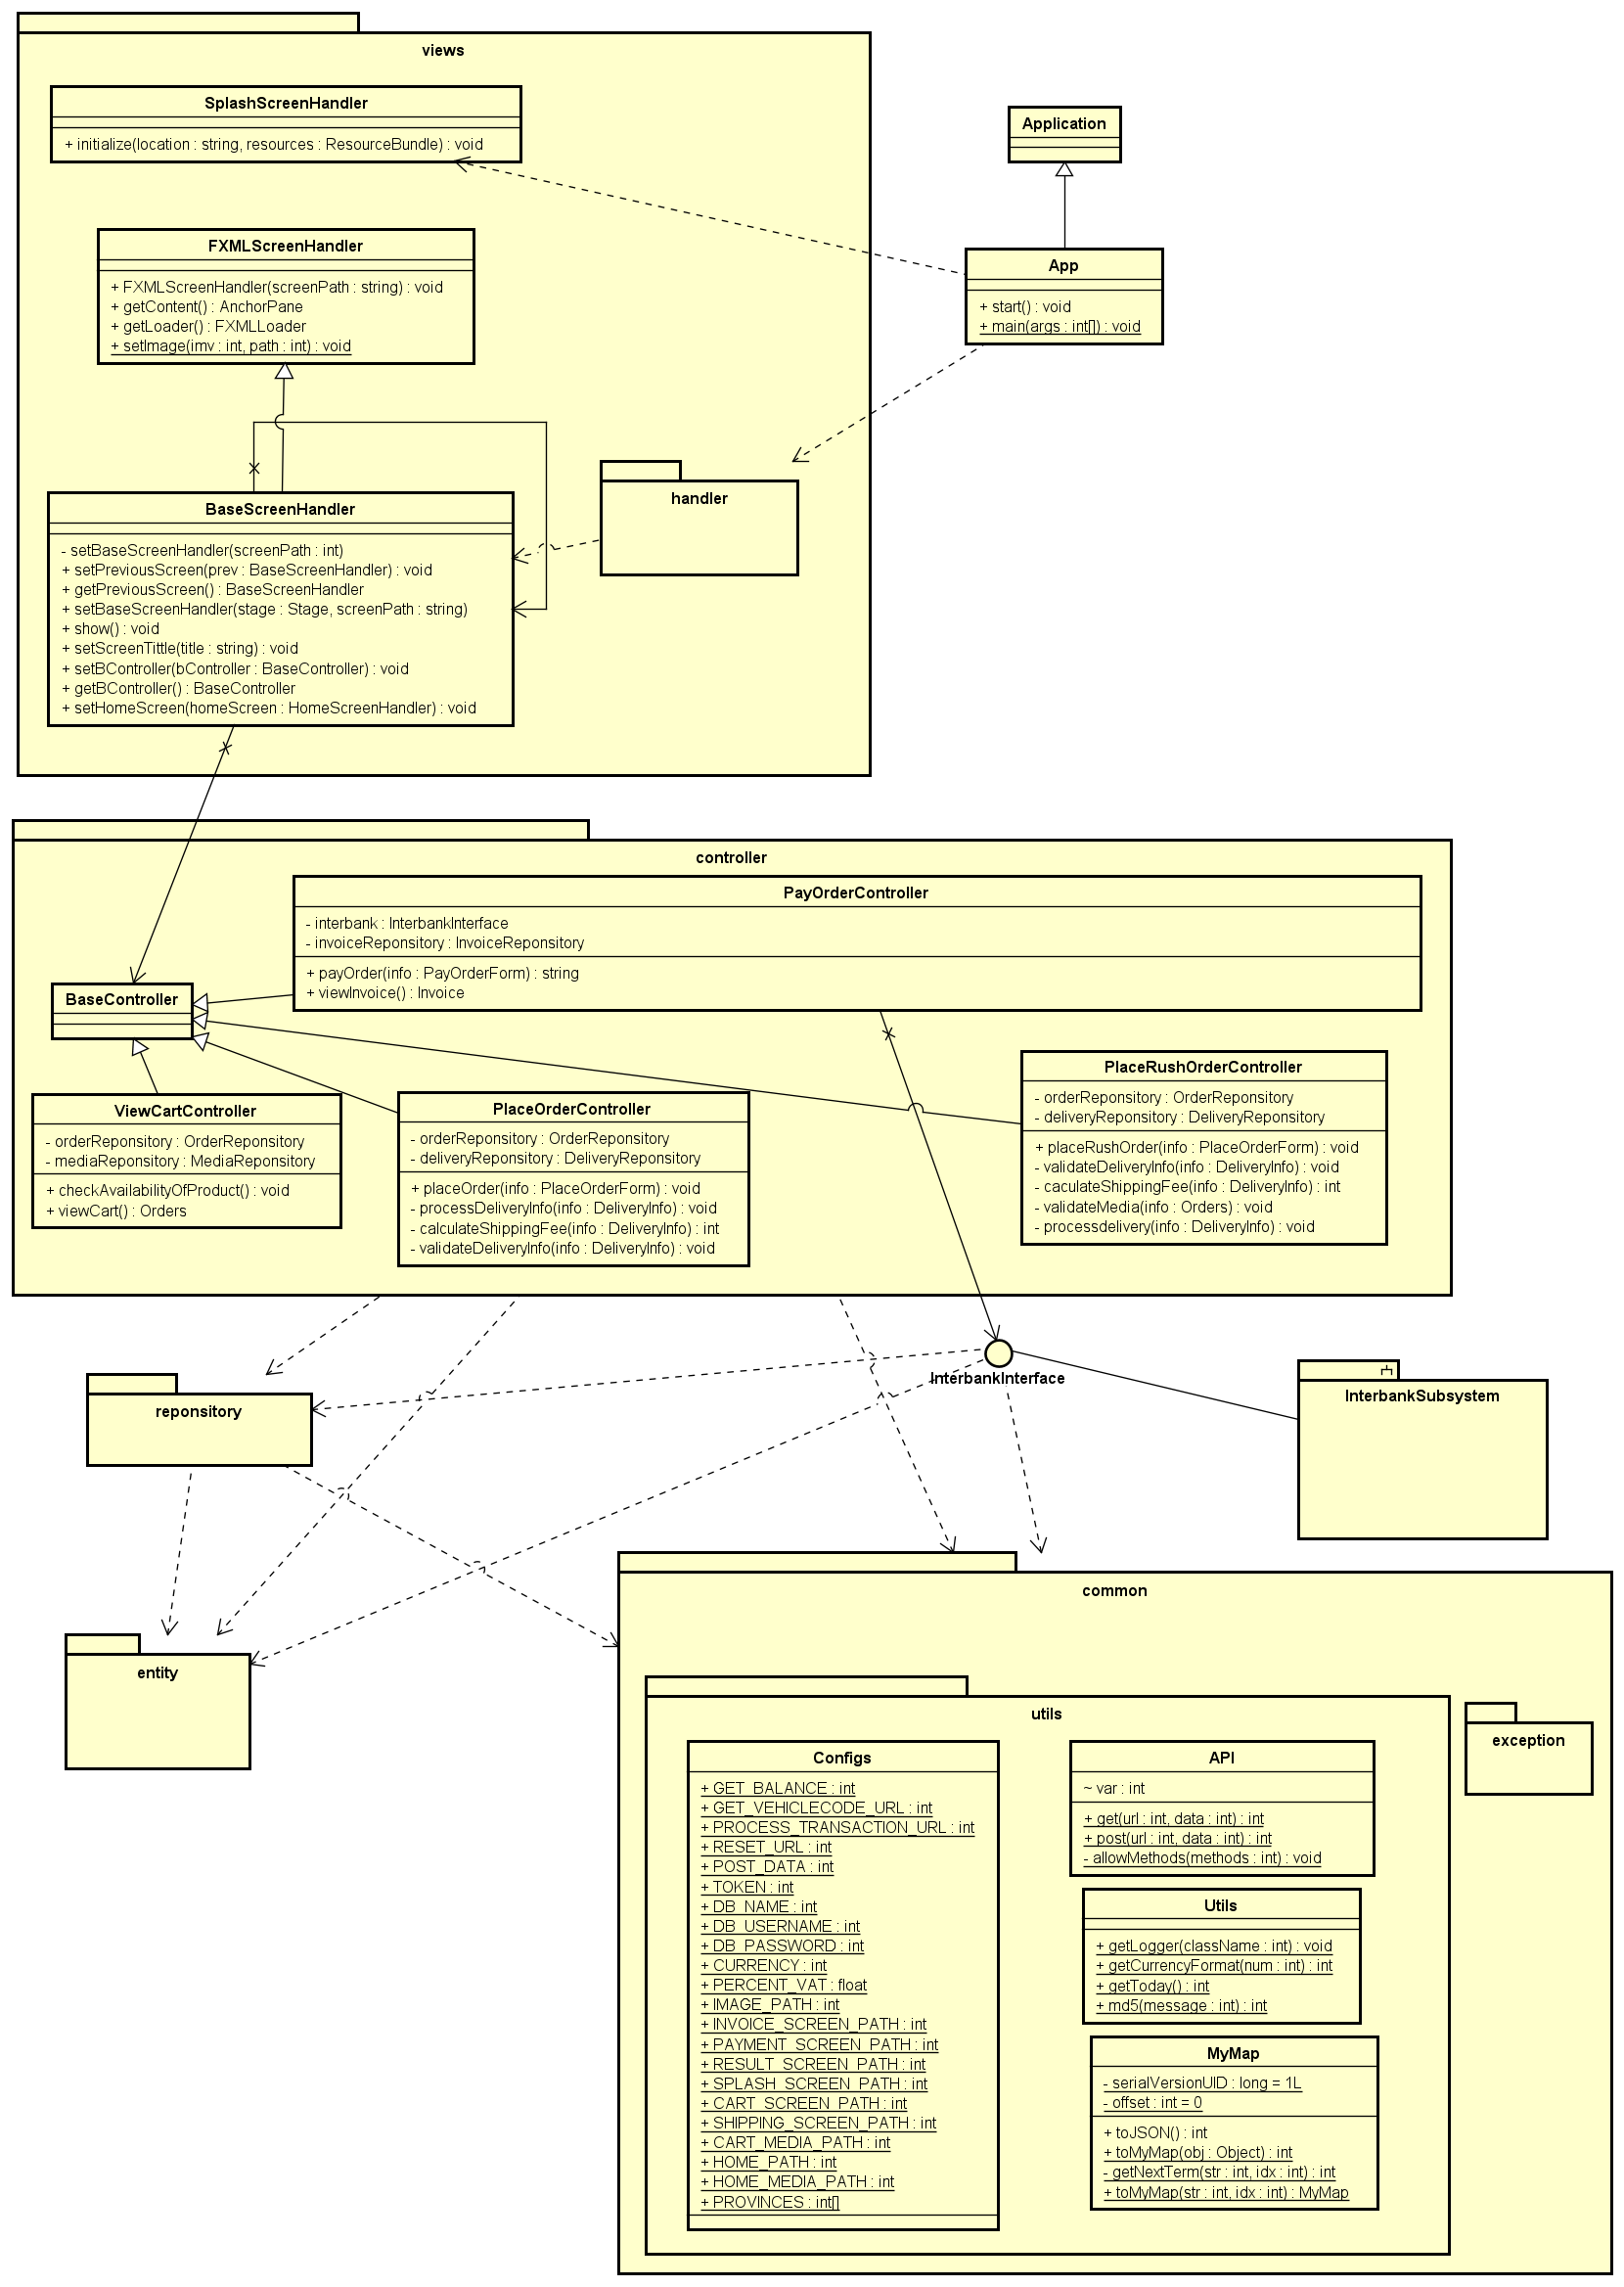 views
SplashScreenHandler
+ initialize(location : string, resources : ResourceBundle) : void
Application
FXMLScreenHandler
+ FXMLScreenHandler(screenPath : string) : void
+ getContent() : AnchorPane
+ getLoader() : FXMLLoader
+ setImage(imv : int, path : int) : void
App
+ start() : void
+ main(args : int[]) : void
handler
BaseScreenHandler
- setBaseScreenHandler(screenPath : int)
+ setPreviousScreen(prev : BaseScreenHandler) : void
+ getPreviousScreen() : BaseScreenHandler
+ setBaseScreenHandler(stage : Stage, screenPath : string)
+ show() : void
+ setScreenTittle(title : string) : void
+ setBController(bController : BaseController) : void
+ getBController() : BaseController
+ setHomeScreen(homeScreen : HomeScreenHandler) : void
controller
PayOrderController
- interbank : InterbankInterface
- invoiceReponsitory : InvoiceReponsitory
+ payOrder(info : PayOrderForm) : string
+ viewInvoice() : Invoice
BaseController
ViewCartController
- orderReponsitory : OrderReponsitory
- mediaReponsitory : MediaReponsitory
+ checkAvailabilityOfProduct() : void
+ viewCart() : Orders
PlaceOrderController
- orderReponsitory : OrderReponsitory
- deliveryReponsitory : DeliveryReponsitory
+ placeOrder(info : PlaceOrderForm) : void
- processDeliveryInfo(info : DeliveryInfo) : void
- calculateShippingFee(info : DeliveryInfo) : int
- validateDeliveryInfo(info : DeliveryInfo) : void
PlaceRushOrderController
- orderReponsitory : OrderReponsitory
- deliveryReponsitory : DeliveryReponsitory
+ placeRushOrder(info : PlaceOrderForm) : void
- validateDeliveryInfo(info : DeliveryInfo) : void
- caculateShippingFee(info : DeliveryInfo) : int
- validateMedia(info : Orders) : void
- processdelivery(info : DeliveryInfo) : void
InterbankInterface
InterbankSubsystem
reponsitory
entity
common
utils
exception
Configs
+ GET_BALANCE : int
+ GET_VEHICLECODE_URL : int
+ PROCESS_TRANSACTION_URL : int
+ RESET_URL : int
+ POST_DATA : int
+ TOKEN : int
+ DB_NAME : int
+ DB_USERNAME : int
+ DB_PASSWORD : int
+ CURRENCY : int
+ PERCENT_VAT : float
+ IMAGE_PATH : int
+ INVOICE_SCREEN_PATH : int
+ PAYMENT_SCREEN_PATH : int
+ RESULT_SCREEN_PATH : int
+ SPLASH_SCREEN_PATH : int
+ CART_SCREEN_PATH : int
+ SHIPPING_SCREEN_PATH : int
+ CART_MEDIA_PATH : int
+ HOME_PATH : int
+ HOME_MEDIA_PATH : int
+ PROVINCES : int[]
API
~ var : int
+ get(url : int, data : int) : int
+ post(url : int, data : int) : int
- allowMethods(methods : int) : void
Utils
+ getLogger(className : int) : void
+ getCurrencyFormat(num : int) : int
+ getToday() : int
+ md5(message : int) : int
MyMap
- serialVersionUID : long = 1L
- offset : int = 0
+ toJSON() : int
+ toMyMap(obj : Object) : int
- getNextTerm(str : int, idx : int) : int
+ toMyMap(str : int, idx : int) : MyMap